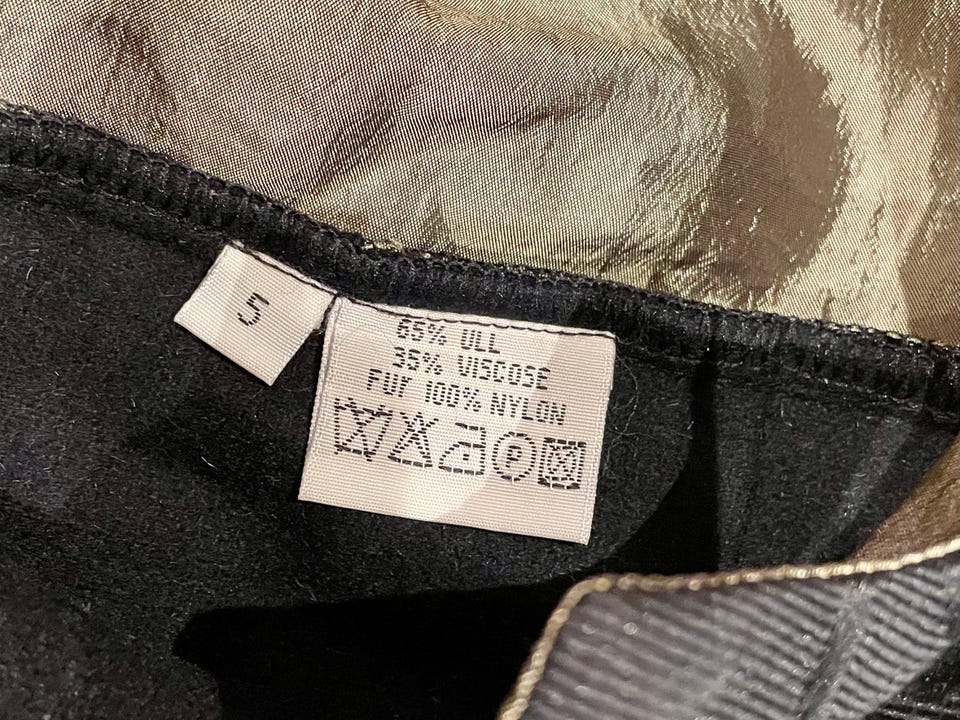 5
65% ULL
35% VISCOSE
FUF 100% NYLON
P